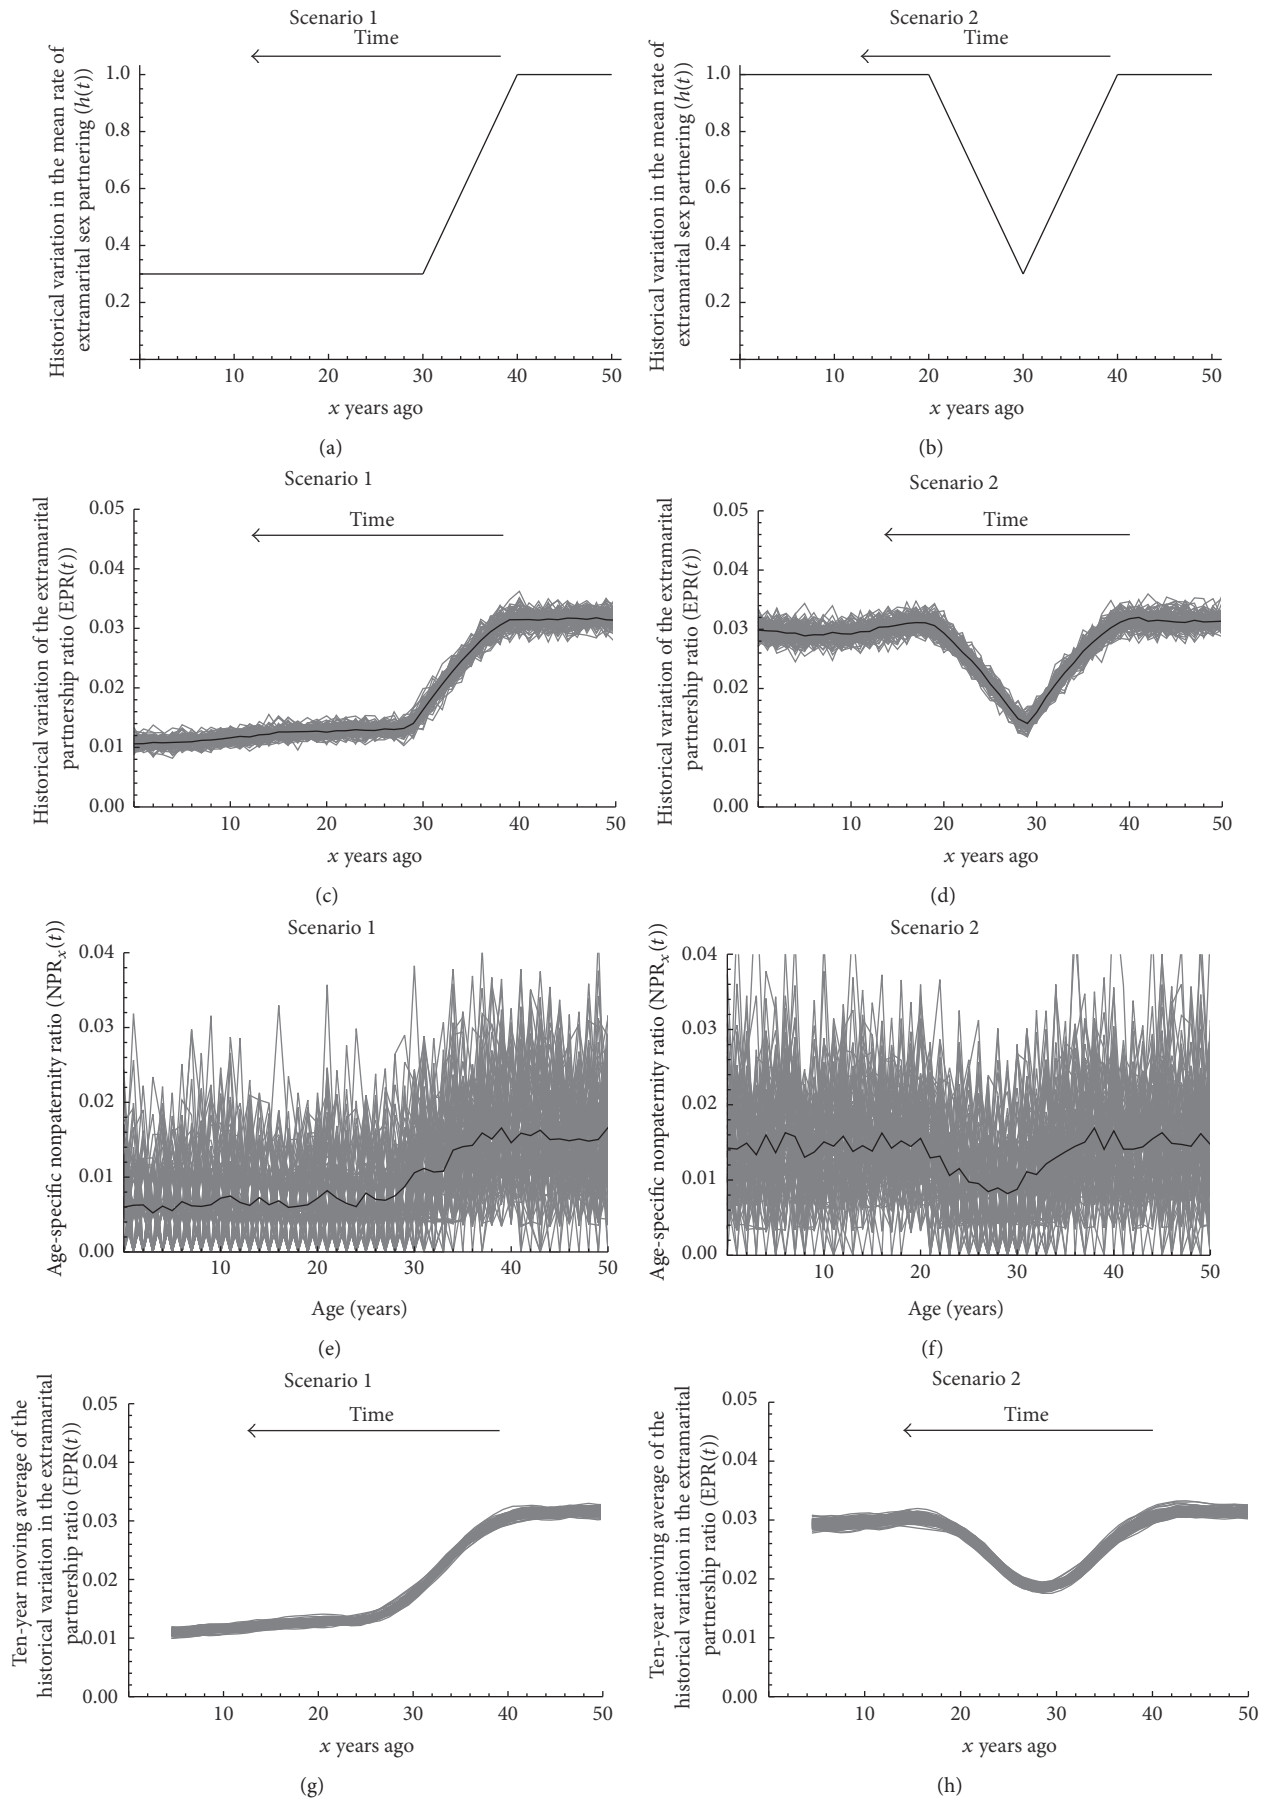 Scenario 1
Time
Historical variation in the mean rate of
extramarital sex partnering (h(t))
1.0
0.8
0.6
0.4
0.2
10 20 30 40 50
x years ago
(a)
Scenario 2
Time
Historical variation in the mean rate of
extramarital sex partnering (h(t))
1.0
0.8
0.6
0.4
0.2
10 20 30 40 50
x years ago
(b)
Scenario 1
Time
Historical variation of the extramarital
partnership ratio (EPR(t))
0.05
0.04
0.03
0.02
0.01
0.00
10 20 30 40 50
x years ago
(c)
Scenario 2
Time
Historical variation of the extramarital
partnership ratio (EPR(t))
0.05
0.04
0.03
0.02
0.01
0.00
10 20 30 40 50
x years ago
(d)
Scenario 1
Age-specific nonpaternity ratio (NPRx(t))
0.04
0.03
0.02
0.01
0.00
10 20 30 40 50
Age (years)
(e)
Scenario 2
Age-specific nonpaternity ratio (NPRx(t))
0.04
0.03
0.02
0.01
0.00
10 20 30 40 50
Age (years)
(f)
Scenario 1
Time
Ten-year moving average of the
historical variation in the extramarital
partnership ratio (EPR(t))
0.05
0.04
0.03
0.02
0.01
0.00
10 20 30 40 50
x years ago
(g)
Scenario 2
Time
Ten-year moving average of the
historical variation in the extramarital
partnership ratio (EPR(t))
0.05
0.04
0.03
0.02
0.01
0.00
10 20 30 40 50
x years ago
(h)